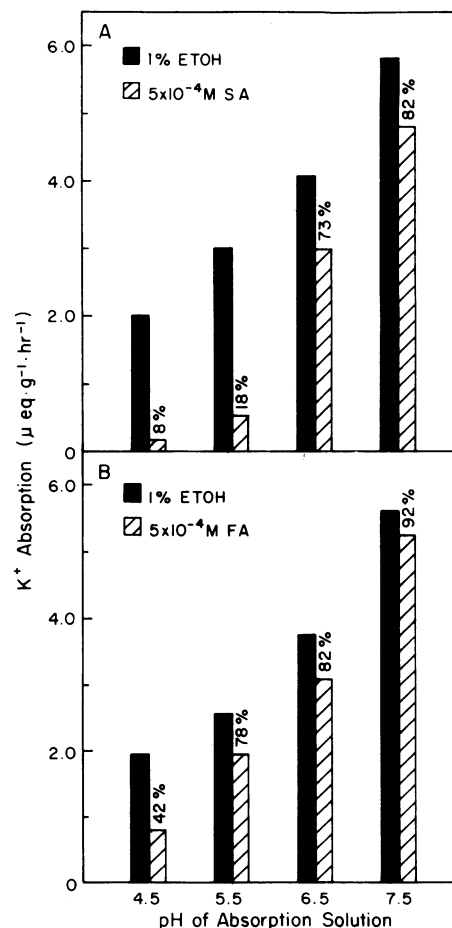 A
1% ETOH
5x10⁻⁴M SA
6.0
4.0
2.0
0
8%
18%
73%
82%
K⁺ Absorption (μ eq·g⁻¹·hr⁻¹)
B
1% ETOH
5x10⁻⁴M FA
6.0
4.0
2.0
0
42%
78%
82%
92%
4.5 5.5 6.5 7.5
pH of Absorption Solution